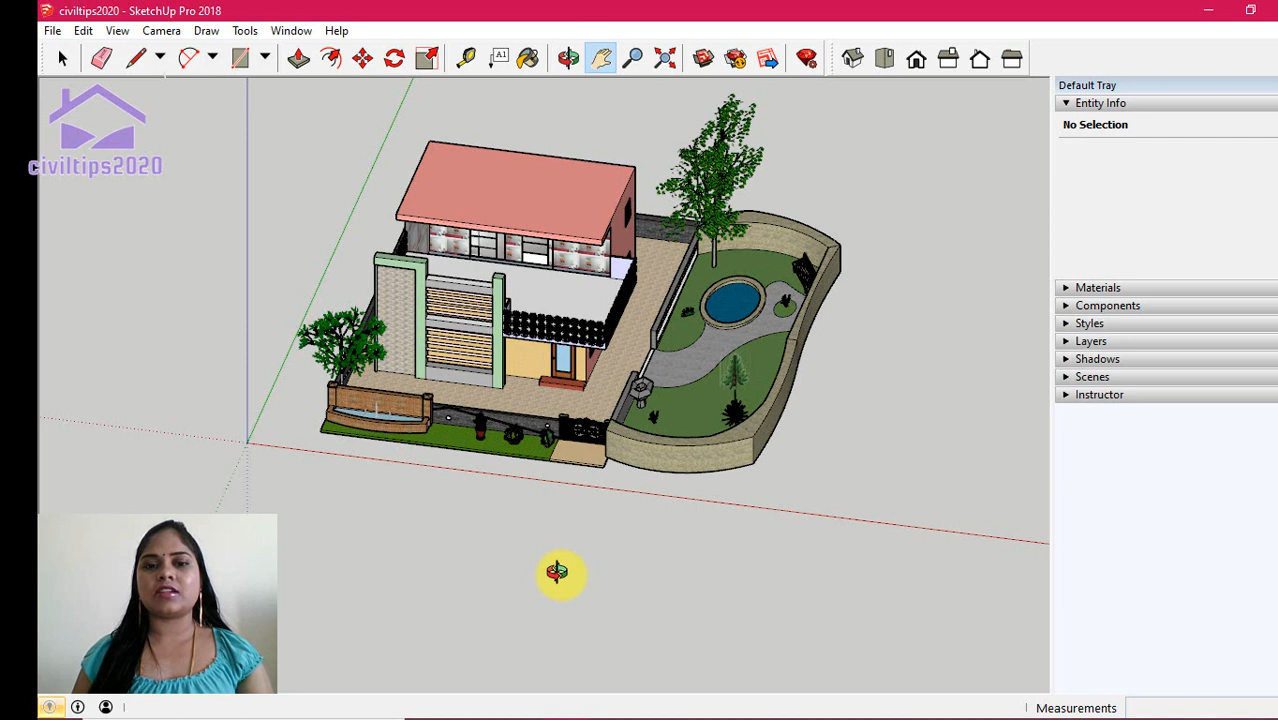 civiltips2020 - SketchUp Pro 2018
File Edit View Camera Draw Tools Window Help
A1
civiltips2020
Default Tray
Entity Info
No Selection
Materials
Components
Styles
Layers
Shadows
Scenes
Instructor
Measurements